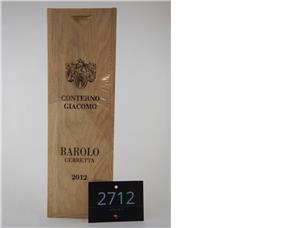 CONTERNO
GIACOMO
BAROLO
CERRETTA
2012
2712